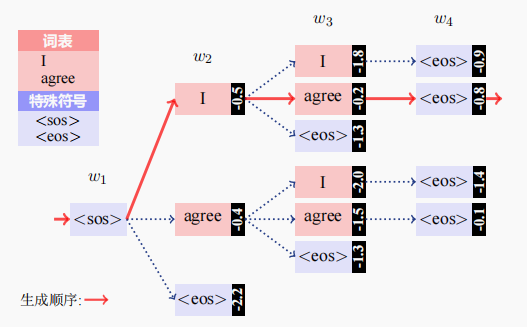 w₃
w₄
词表
I
agree
特殊符号
<sos>
<eos>
w₂
I -1.8
<eos> -0.9
I -0.5
agree -0.2
<eos> -0.8
<eos> -1.3
w₁
I -2.0
<eos> -1.4
<sos>
agree -0.4
agree -1.5
<eos> -0.1
<eos> -1.3
<eos> -2.2
生成顺序: